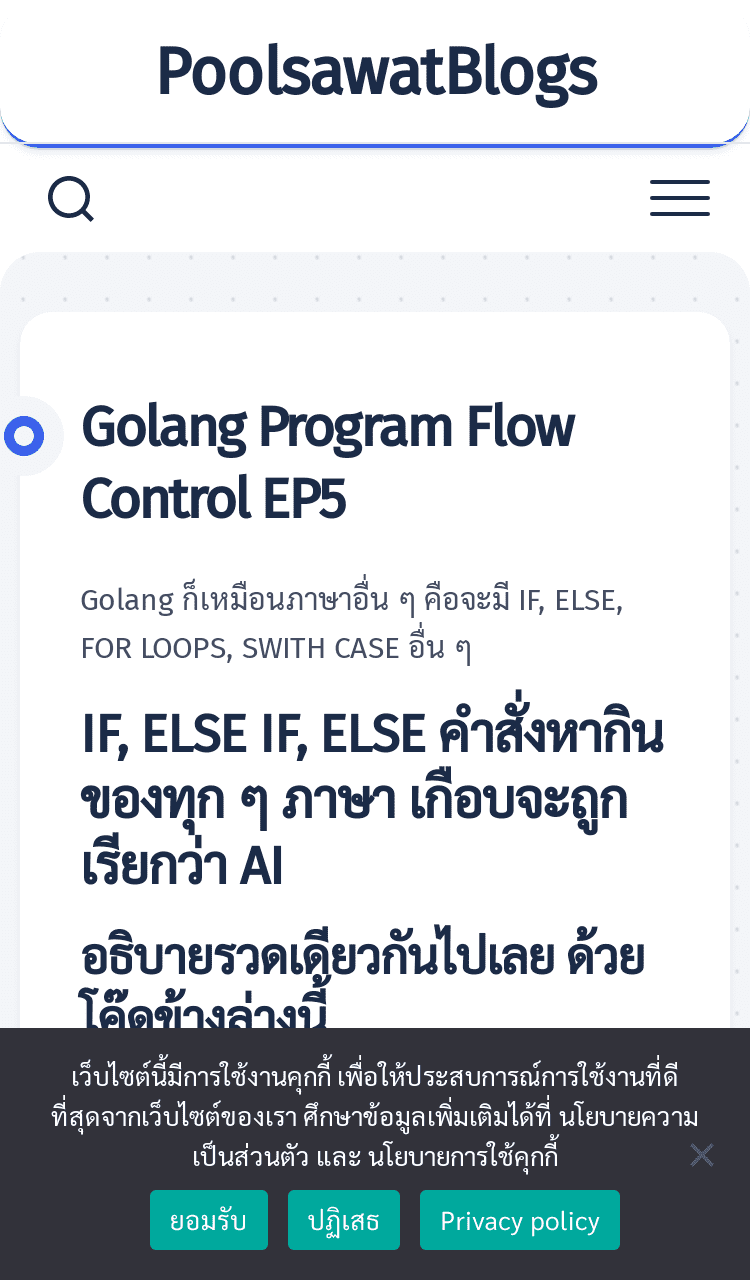 PoolsawatBlogs
Golang Program Flow
Control EP5
Golang ก็เหมือนภาษาอื่น ๆ คือจะมี IF, ELSE,
FOR LOOPS, SWITH CASE อื่น ๆ
IF, ELSE IF, ELSE คำสั่งหากิน
ของทุก ๆ ภาษา เกือบจะถูก
เรียกว่า AI
อธิบายรวดเดียวกันไปเลย ด้วย
โค๊ดข้างล่างนี้
เว็บไซต์นี้มีการใช้งานคุกกี้ เพื่อให้ประสบการณ์การใช้งานที่ดี
ที่สุดจากเว็บไซต์ของเรา ศึกษาข้อมูลเพิ่มเติมได้ที่ นโยบายความ
เป็นส่วนตัว และ นโยบายการใช้คุกกี้
ยอมรับ ปฏิเสธ Privacy policy